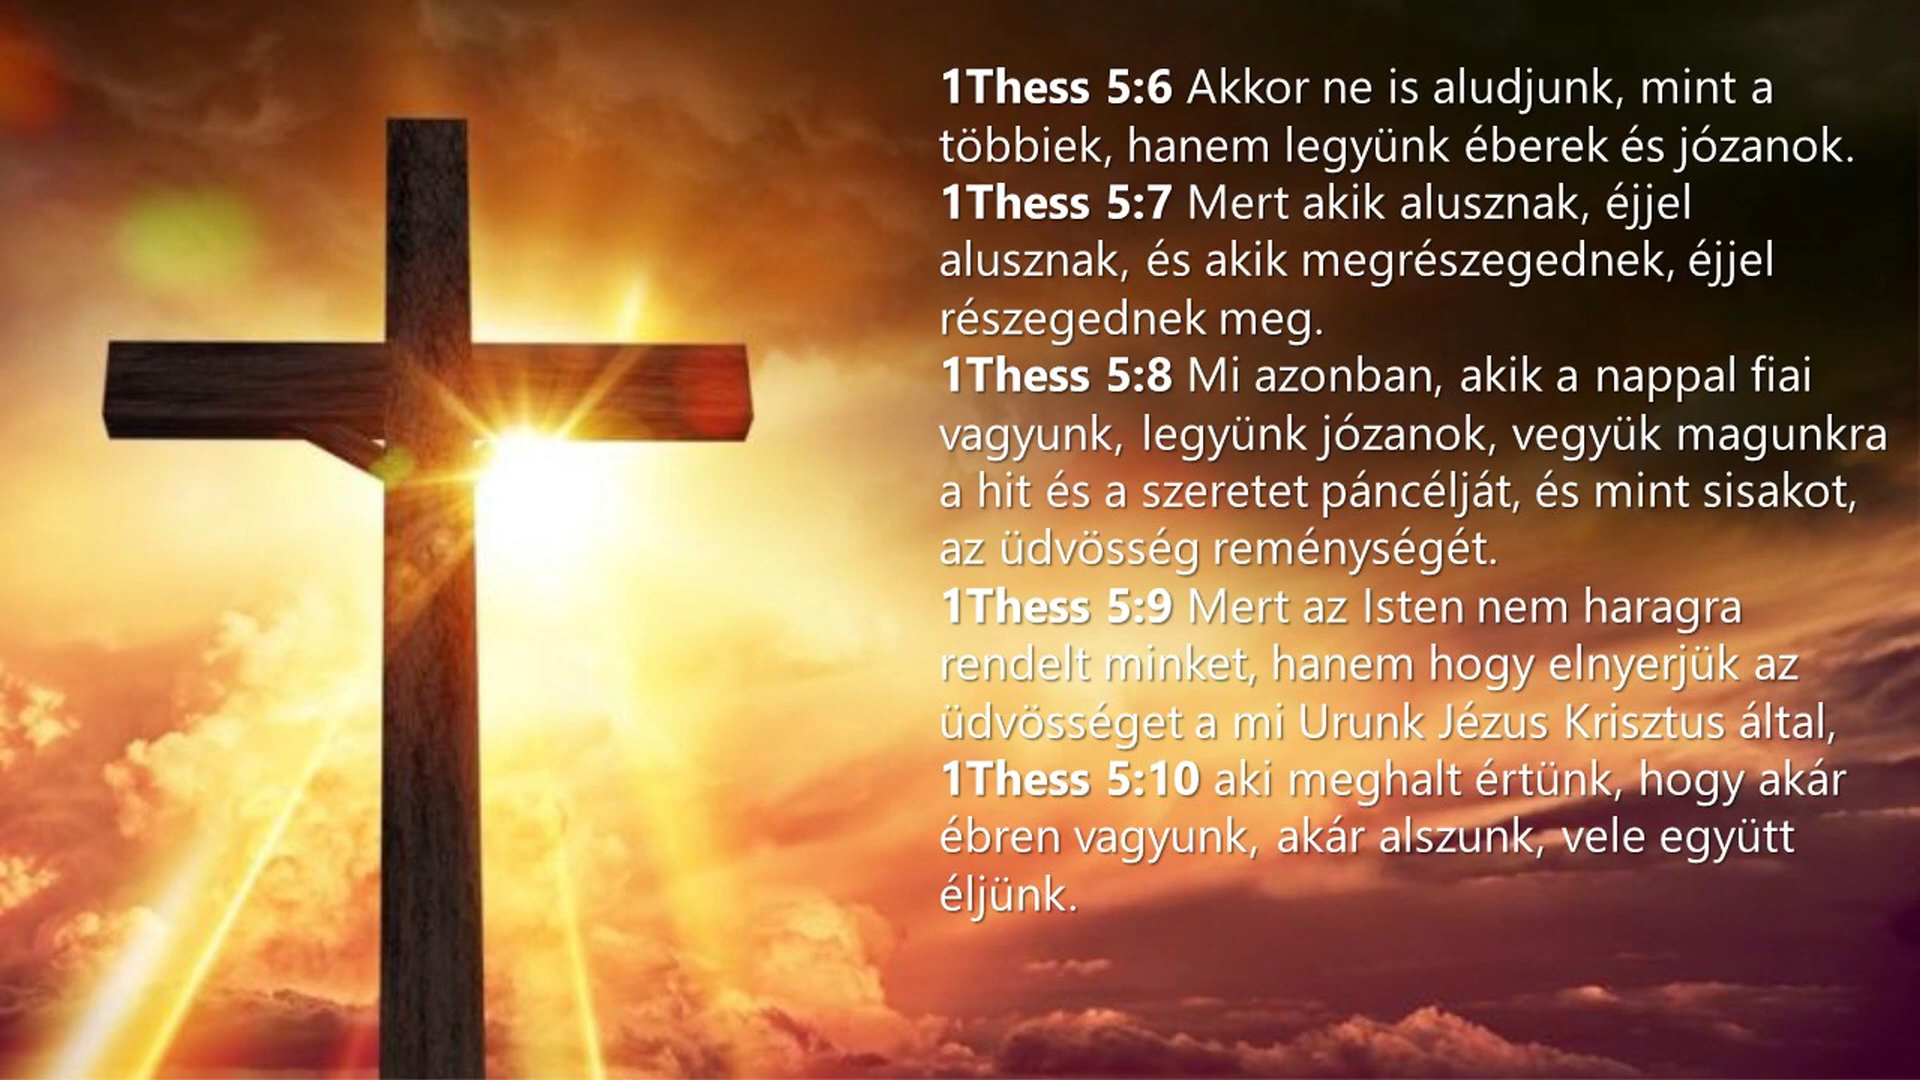 1Thess 5:6 Akkor ne is aludjunk, mint a
többiek, hanem legyünk éberek és józanok.
1Thess 5:7 Mert akik alusznak, éjjel
alusznak, és akik megrészegednek, éjjel
részegednek meg.
1Thess 5:8 Mi azonban, akik a nappal fiai
vagyunk, legyünk józanok, vegyük magunkra
a hit és a szeretet páncélját, és mint sisakot,
az üdvösség reménységét.
1Thess 5:9 Mert az Isten nem haragra
rendelt minket, hanem hogy elnyerjük az
üdvösséget a mi Urunk Jézus Krisztus által,
1Thess 5:10 aki meghalt értünk, hogy akár
ébren vagyunk, akár alszunk, vele együtt
éljünk.